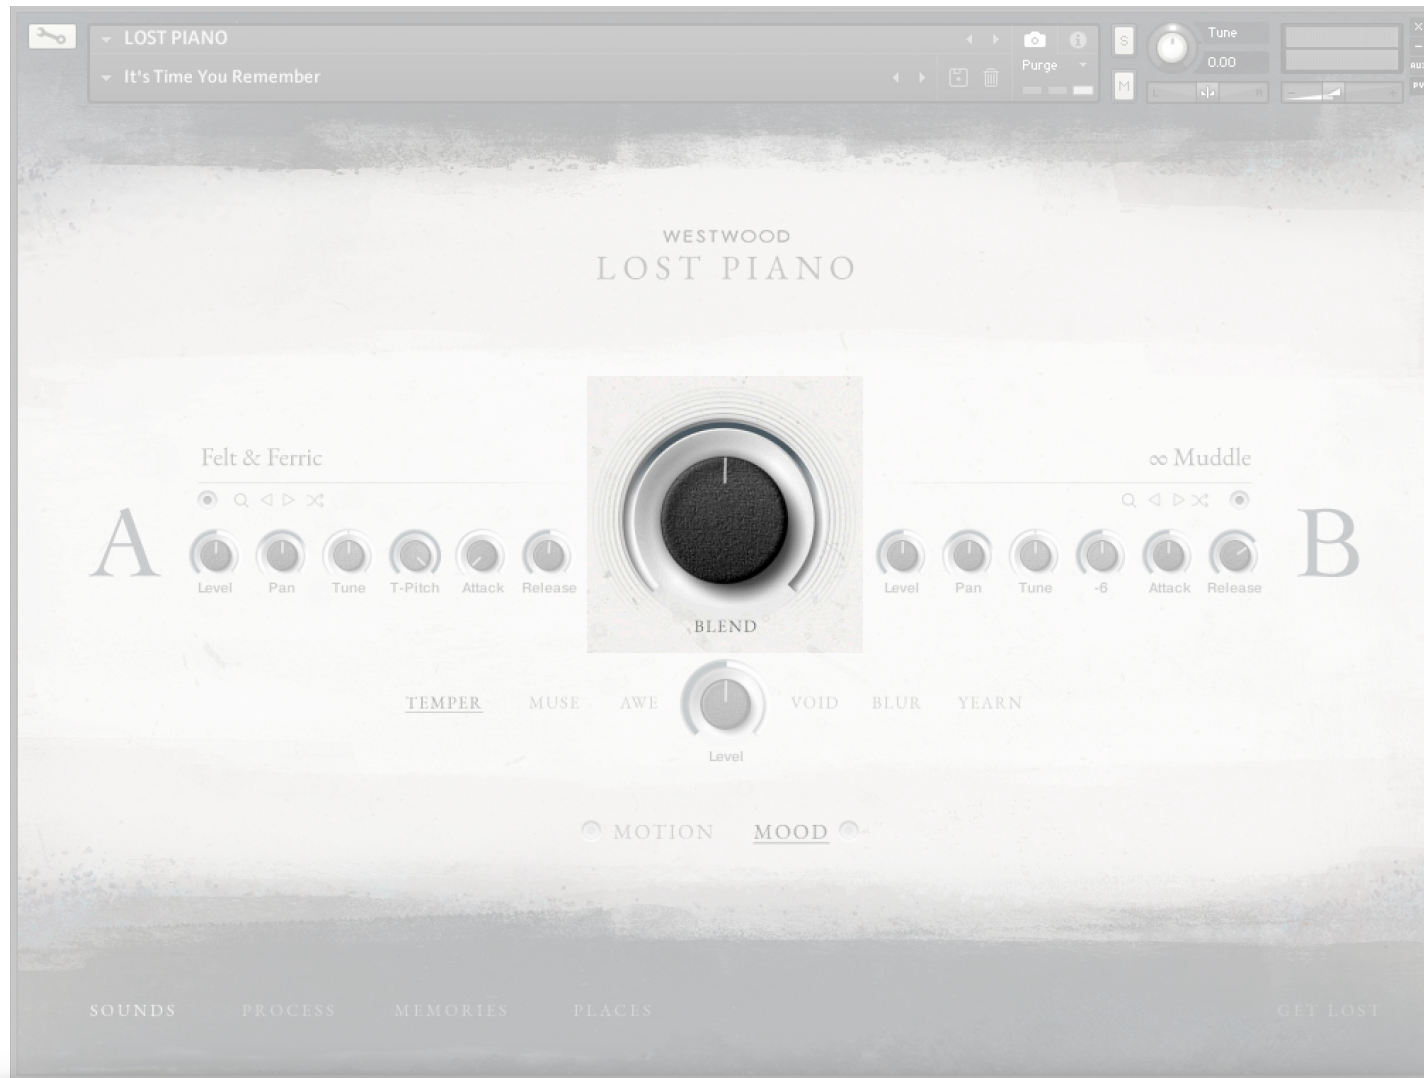 LOST PIANO
It's Time You Remember
Purge
S
M
Tune
0.00
L R
AUX
PV
WESTWOOD
LOST PIANO
Felt & Ferric
∞ Muddle
A
B
Level Pan Tune T-Pitch Attack Release
Level Pan Tune -6 Attack Release
BLEND
TEMPER MUSE AWE VOID BLUR YEARN
Level
MOTION MOOD
SOUNDS PROCESS MEMORIES PLACES GET LOST